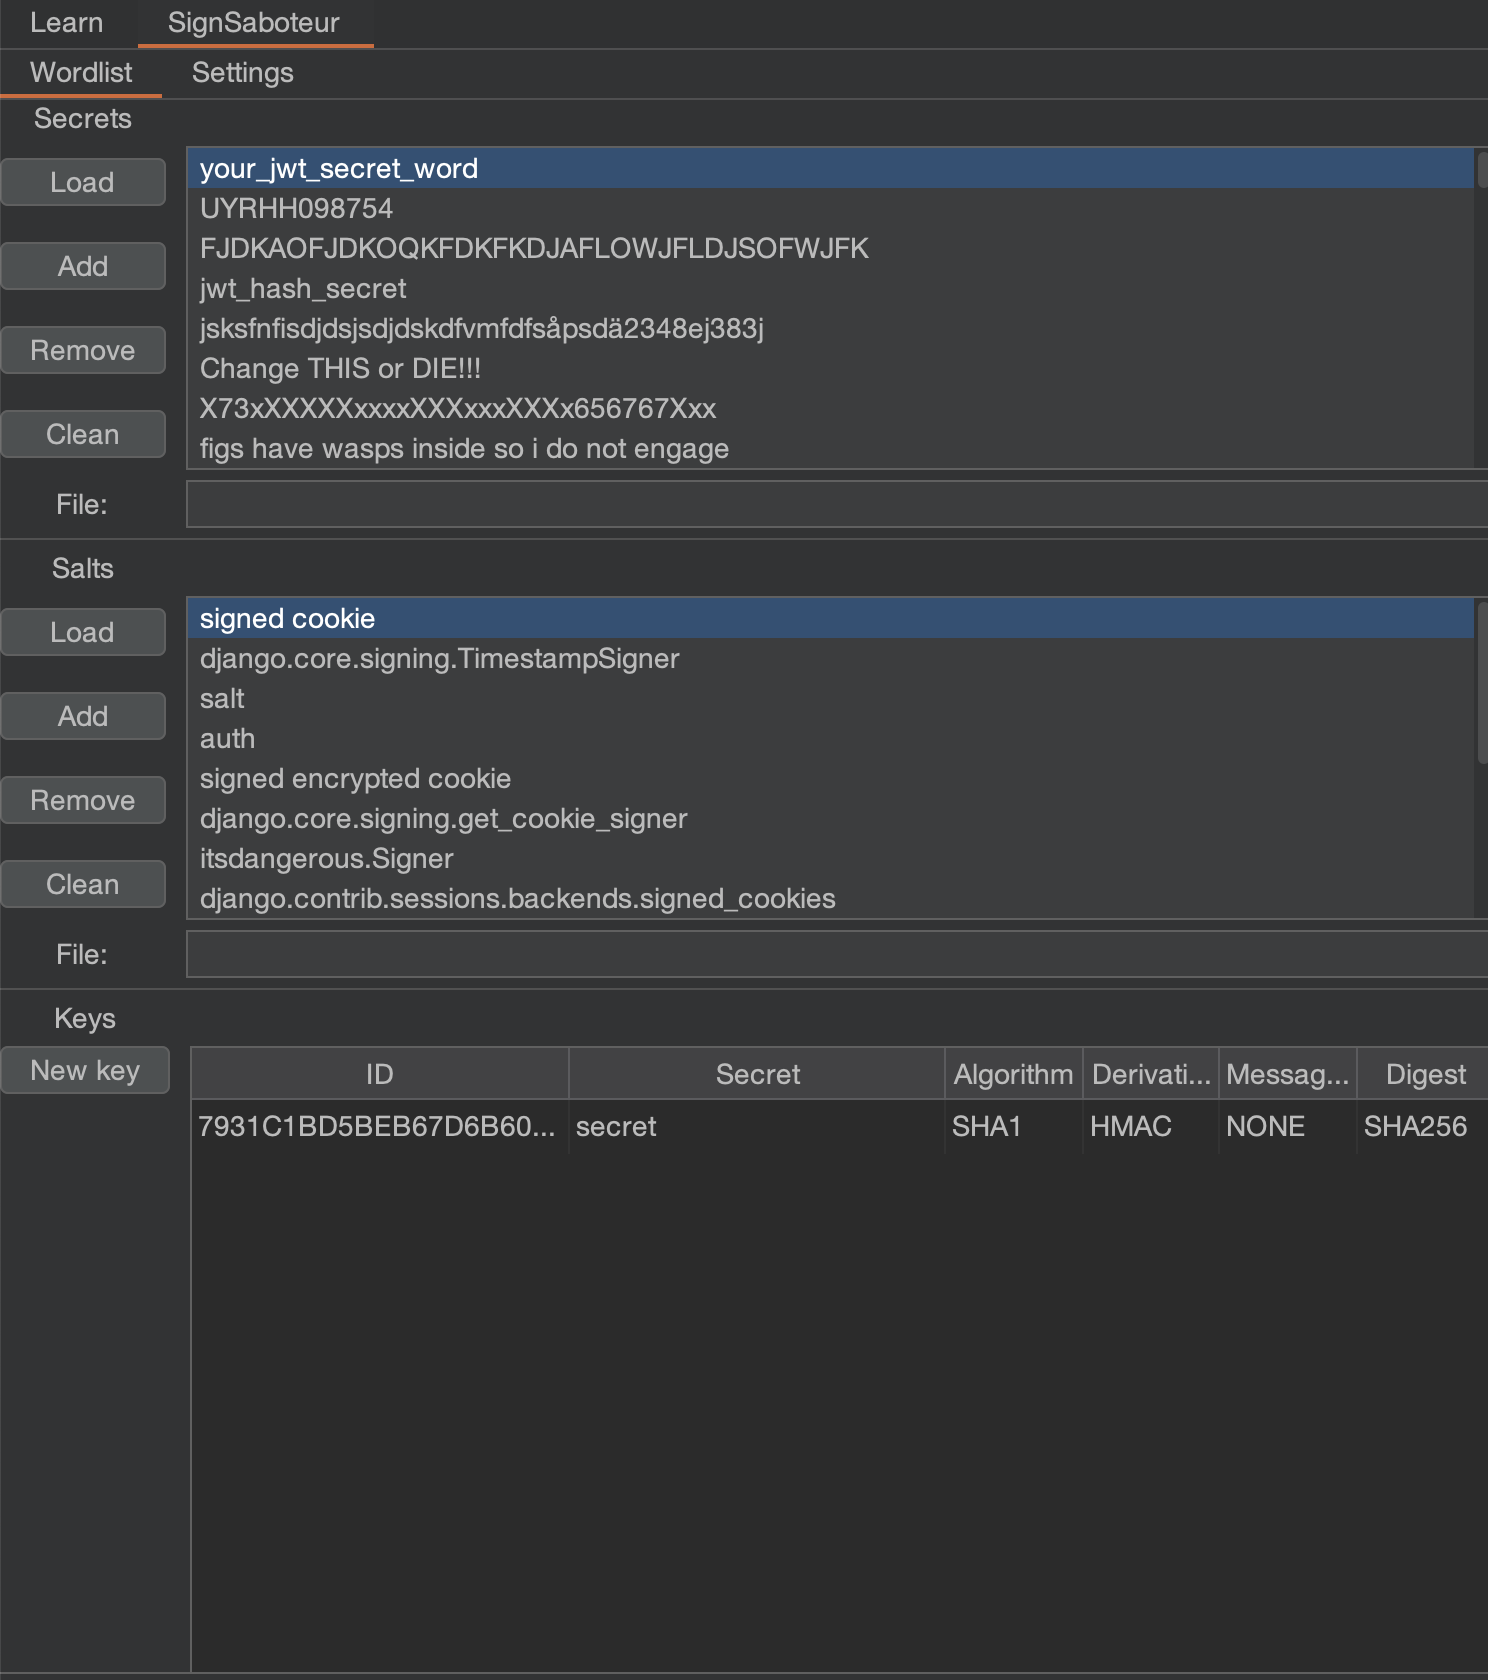 Learn SignSaboteur
Wordlist Settings
Secrets
Load
Add
Remove
Clean
your_jwt_secret_word
UYRHH098754
FJDKAOFJDKOQKFDKFKDJAFLOWJFLDJSOFWJFK
jwt_hash_secret
jsksfnfisdjdsjsdjdskdfvmfdfsåpsdä2348ej383j
Change THIS or DIE!!!
X73xXXXXXxxxxXXXxxxXXXx656767Xxx
figs have wasps inside so i do not engage
File:
Salts
Load
Add
Remove
Clean
signed cookie
django.core.signing.TimestampSigner
salt
auth
signed encrypted cookie
django.core.signing.get_cookie_signer
itsdangerous.Signer
django.contrib.sessions.backends.signed_cookies
File:
Keys
New key
ID Secret Algorithm Derivati... Messag... Digest
7931C1BD5BEB67D6B60... secret SHA1 HMAC NONE SHA256